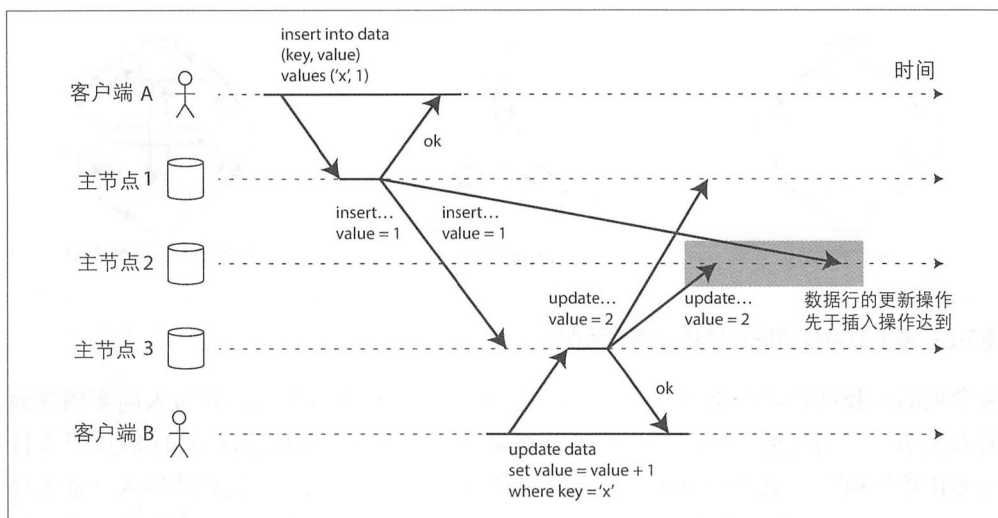 insert into data
(key, value)
values ('x', 1)
时间
客户端 A
ok
主节点 1
insert…
value = 1
insert…
value = 1
主节点2
update…
value = 2
update…
value = 2
数据行的更新操作
先于插入操作达到
主节点 3
ok
客户端 B
update data
set value = value + 1
where key = 'x'